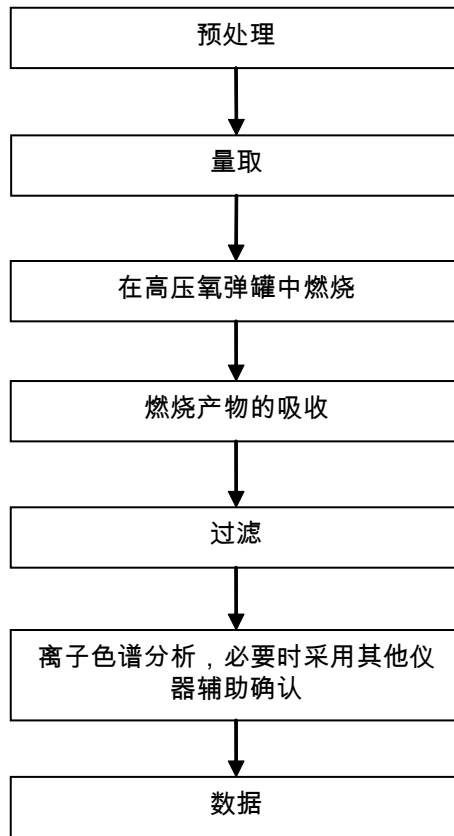 预处理
量取
在高压氧弹罐中燃烧
燃烧产物的吸收
过滤
离子色谱分析，必要时采用其他仪
器辅助确认
数据